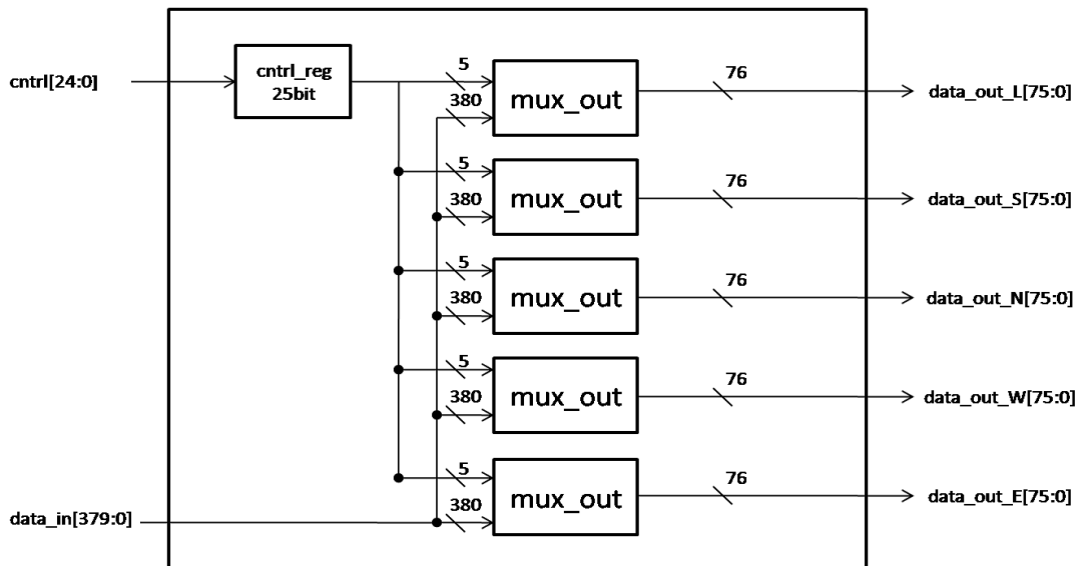 cntrl[24:0]
cntrl_reg
25bit
5
380
mux_out
76
data_out_L[75:0]
5
380
mux_out
76
data_out_S[75:0]
5
380
mux_out
76
data_out_N[75:0]
5
380
mux_out
76
data_out_W[75:0]
5
380
mux_out
76
data_out_E[75:0]
data_in[379:0]